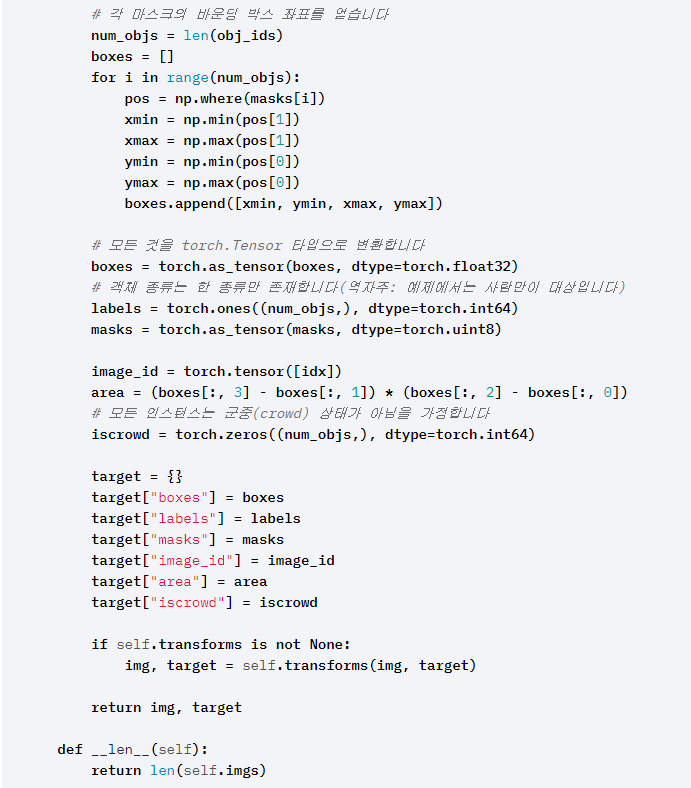 # 각 마스크의 바운딩 박스 좌표를 얻습니다
num_objs = len(obj_ids)
boxes = []
for i in range(num_objs):
    pos = np.where(masks[i])
    xmin = np.min(pos[1])
    xmax = np.max(pos[1])
    ymin = np.min(pos[0])
    ymax = np.max(pos[0])
    boxes.append([xmin, ymin, xmax, ymax])

# 모든 것을 torch.Tensor 타입으로 변환합니다
boxes = torch.as_tensor(boxes, dtype=torch.float32)
# 객체 종류는 한 종류만 존재합니다(역자주: 예제에서는 사람만이 대상입니다)
labels = torch.ones((num_objs,), dtype=torch.int64)
masks = torch.as_tensor(masks, dtype=torch.uint8)

image_id = torch.tensor([idx])
area = (boxes[:, 3] - boxes[:, 1]) * (boxes[:, 2] - boxes[:, 0])
# 모든 인스턴스는 군중(crowd) 상태가 아님을 가정합니다
iscrowd = torch.zeros((num_objs,), dtype=torch.int64)

target = {}
target["boxes"] = boxes
target["labels"] = labels
target["masks"] = masks
target["image_id"] = image_id
target["area"] = area
target["iscrowd"] = iscrowd

if self.transforms is not None:
    img, target = self.transforms(img, target)

return img, target

def __len__(self):
    return len(self.imgs)